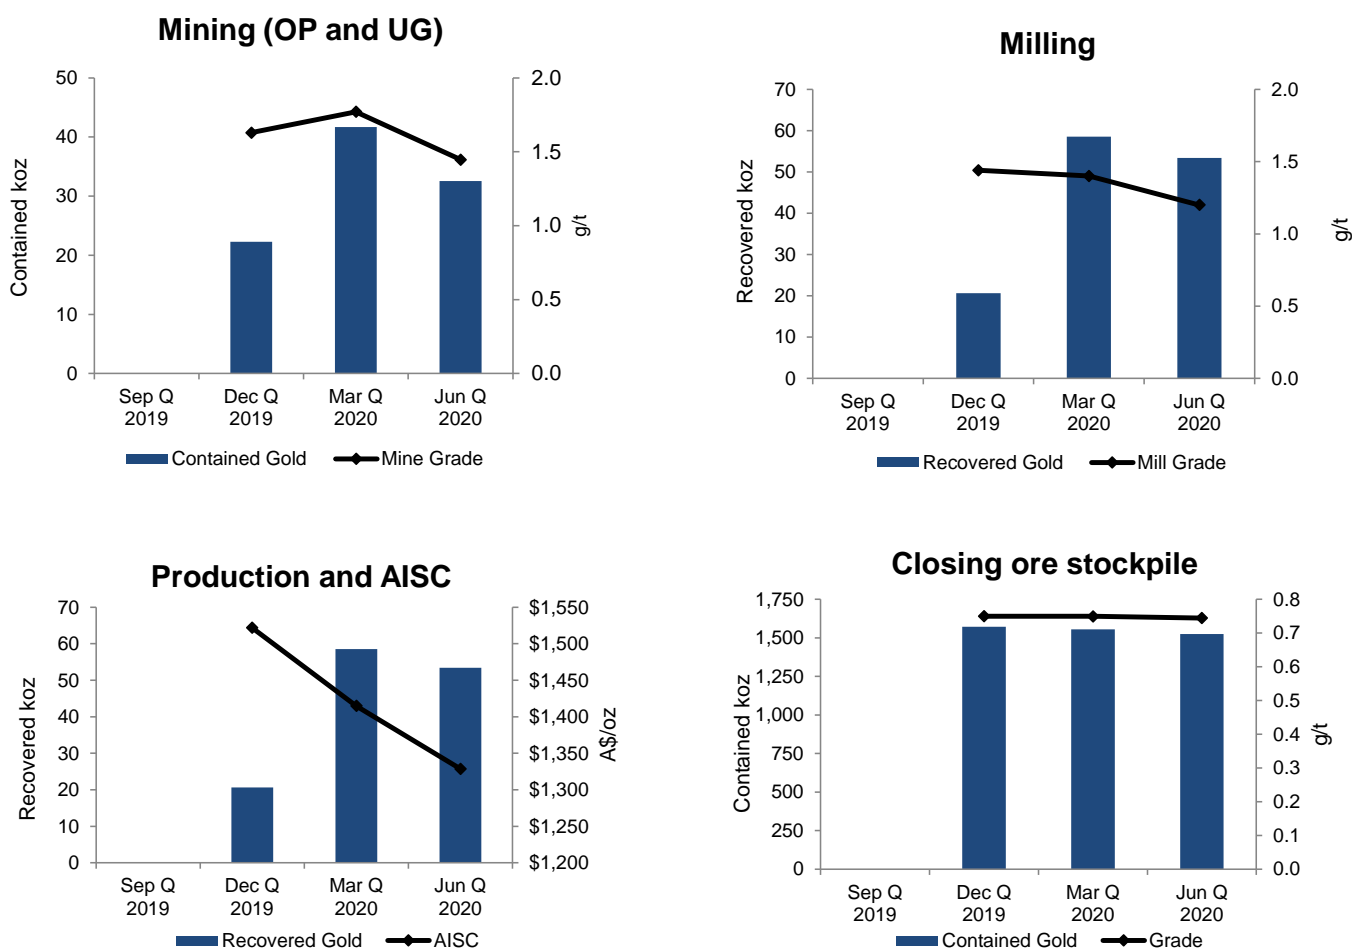 Mining (OP and UG)
50
40
30
20
10
0
Contained koz
2.0
1.5
1.0
0.5
0.0
g/t
Sep Q
2019
Dec Q
2019
Mar Q
2020
Jun Q
2020
Contained Gold
Mine Grade
Milling
70
60
50
40
30
20
10
0
Recovered koz
2.0
1.5
1.0
0.5
0.0
g/t
Sep Q
2019
Dec Q
2019
Mar Q
2020
Jun Q
2020
Recovered Gold
Mill Grade
Production and AISC
70
60
50
40
30
20
10
0
Recovered koz
$1,550
$1,500
$1,450
$1,400
$1,350
$1,300
$1,250
$1,200
A$/oz
Sep Q
2019
Dec Q
2019
Mar Q
2020
Jun Q
2020
Recovered Gold
AISC
Closing ore stockpile
1,750
1,500
1,250
1,000
750
500
250
0
Contained koz
0.8
0.7
0.6
0.5
0.4
0.3
0.2
0.1
0.0
g/t
Sep Q
2019
Dec Q
2019
Mar Q
2020
Jun Q
2020
Contained Gold
Grade